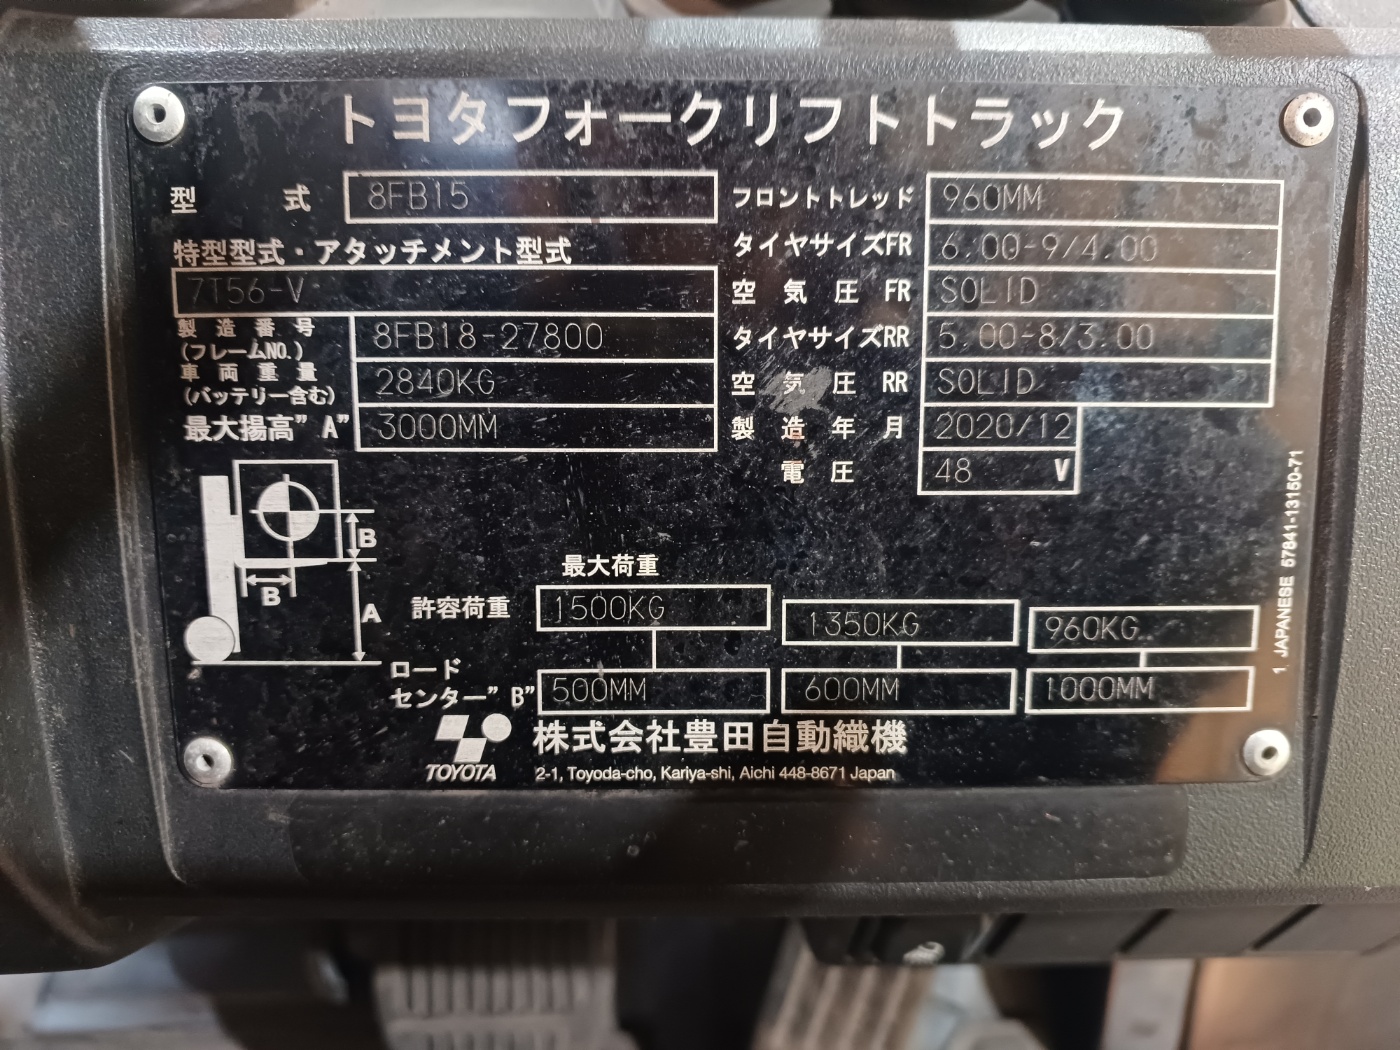 トヨタフォークリフトトラック
型式 8FB15
特型型式・アタッチメント型式
7T56-V
製造番号 (フレームNO.) 8FB18-27800
車両重量 (バッテリー含む) 2840KG
最大揚高"A" 3000MM
フロントトレッド 960MM
タイヤサイズFR 6.00-9/4.00
空気圧 FR SOLID
タイヤサイズRR 5.00-8/3.00
空気圧 RR SOLID
製造年月 2020/12
電圧 48 V
B
B
A
最大荷重
許容荷重 1500KG 1350KG 960KG
ロード
センター"B" 500MM 600MM 1000MM
TOYOTA
株式会社豊田自動織機
2-1, Toyoda-cho, Kariya-shi, Aichi 448-8671 Japan
1 JAPANESE 57841-13160-71